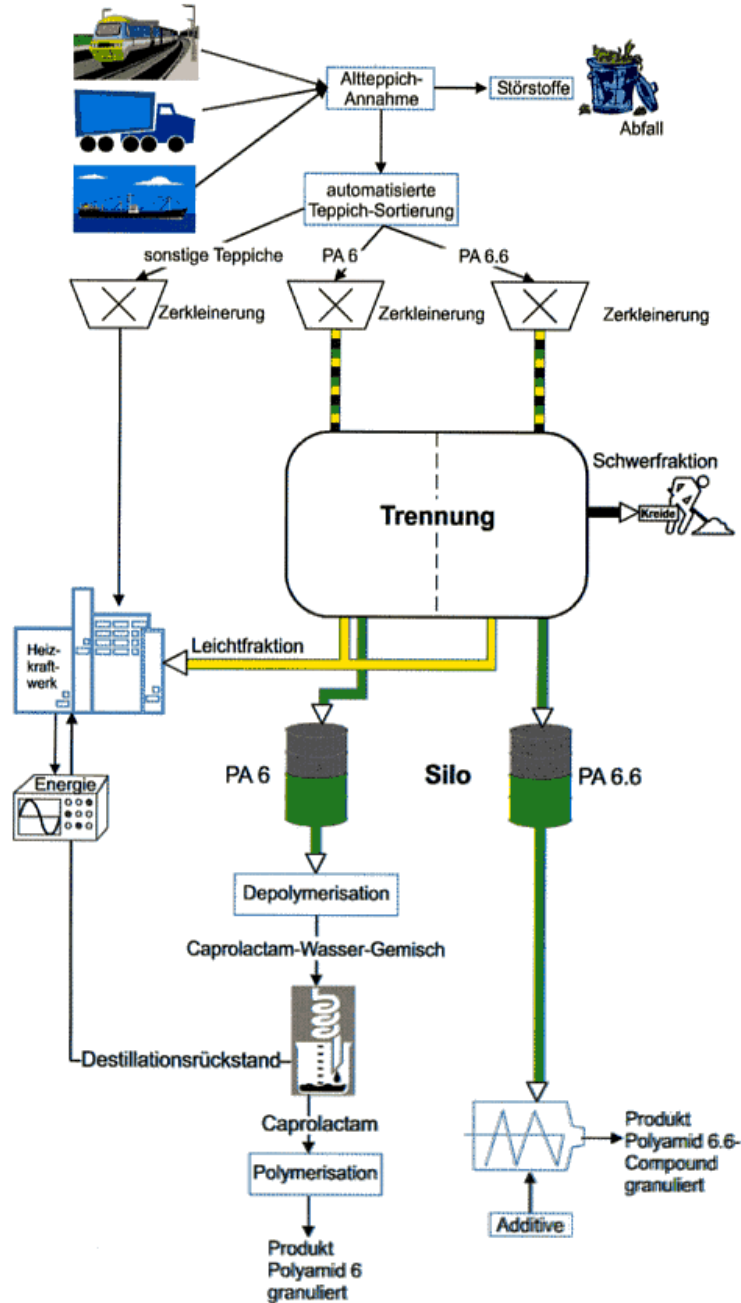 Altteppich-
Annahme
Störstoffe
Abfall
automatisierte
Teppich-Sortierung
sonstige Teppiche
PA 6
PA 6.6
Zerkleinerung
Zerkleinerung
Zerkleinerung
Schwerfraktion
Trennung
Kreide
Leichtfraktion
Heiz-
kraft-
werk
Energie
PA 6
Silo
PA 6.6
Depolymerisation
Caprolactam-Wasser-Gemisch
Destillationsrückstand
Caprolactam
Polymerisation
Produkt
Polyamid 6.6-
Compound
granuliert
Additive
Produkt
Polyamid 6
granuliert